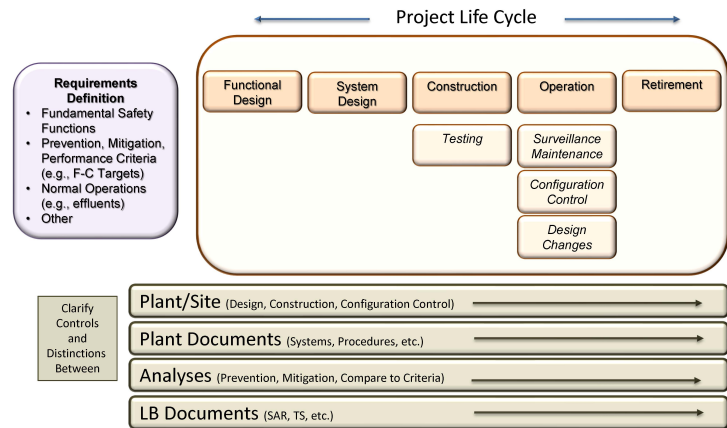 Project Life Cycle
Requirements
Definition
• Fundamental Safety
Functions
• Prevention, Mitigation,
Performance Criteria
(e.g., F-C Targets)
• Normal Operations
(e.g., effluents)
• Other
Functional
Design
System
Design
Construction
Operation
Retirement
Testing
Surveillance
Maintenance
Configuration
Control
Design
Changes
Clarify
Controls
and
Distinctions
Between
Plant/Site (Design, Construction, Configuration Control)
Plant Documents (Systems, Procedures, etc.)
Analyses (Prevention, Mitigation, Compare to Criteria)
LB Documents (SAR, TS, etc.)